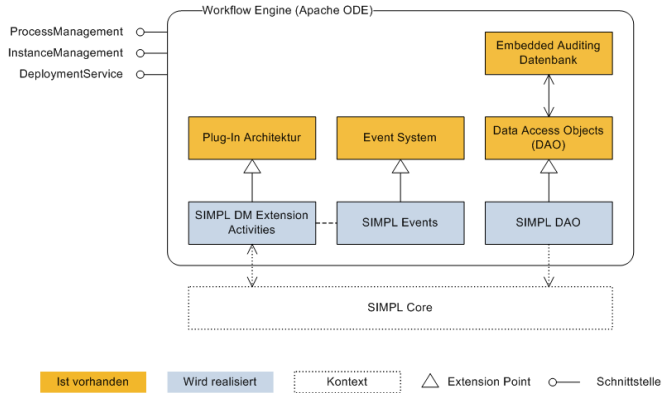 Workflow Engine (Apache ODE)
ProcessManagement
InstanceManagement
DeploymentService
Embedded Auditing
Datenbank
Plug-In Architektur
Event System
Data Access Objects
(DAO)
SIMPL DM Extension
Activities
SIMPL Events
SIMPL DAO
SIMPL Core
Ist vorhanden
Wird realisiert
Kontext
Extension Point
Schnittstelle